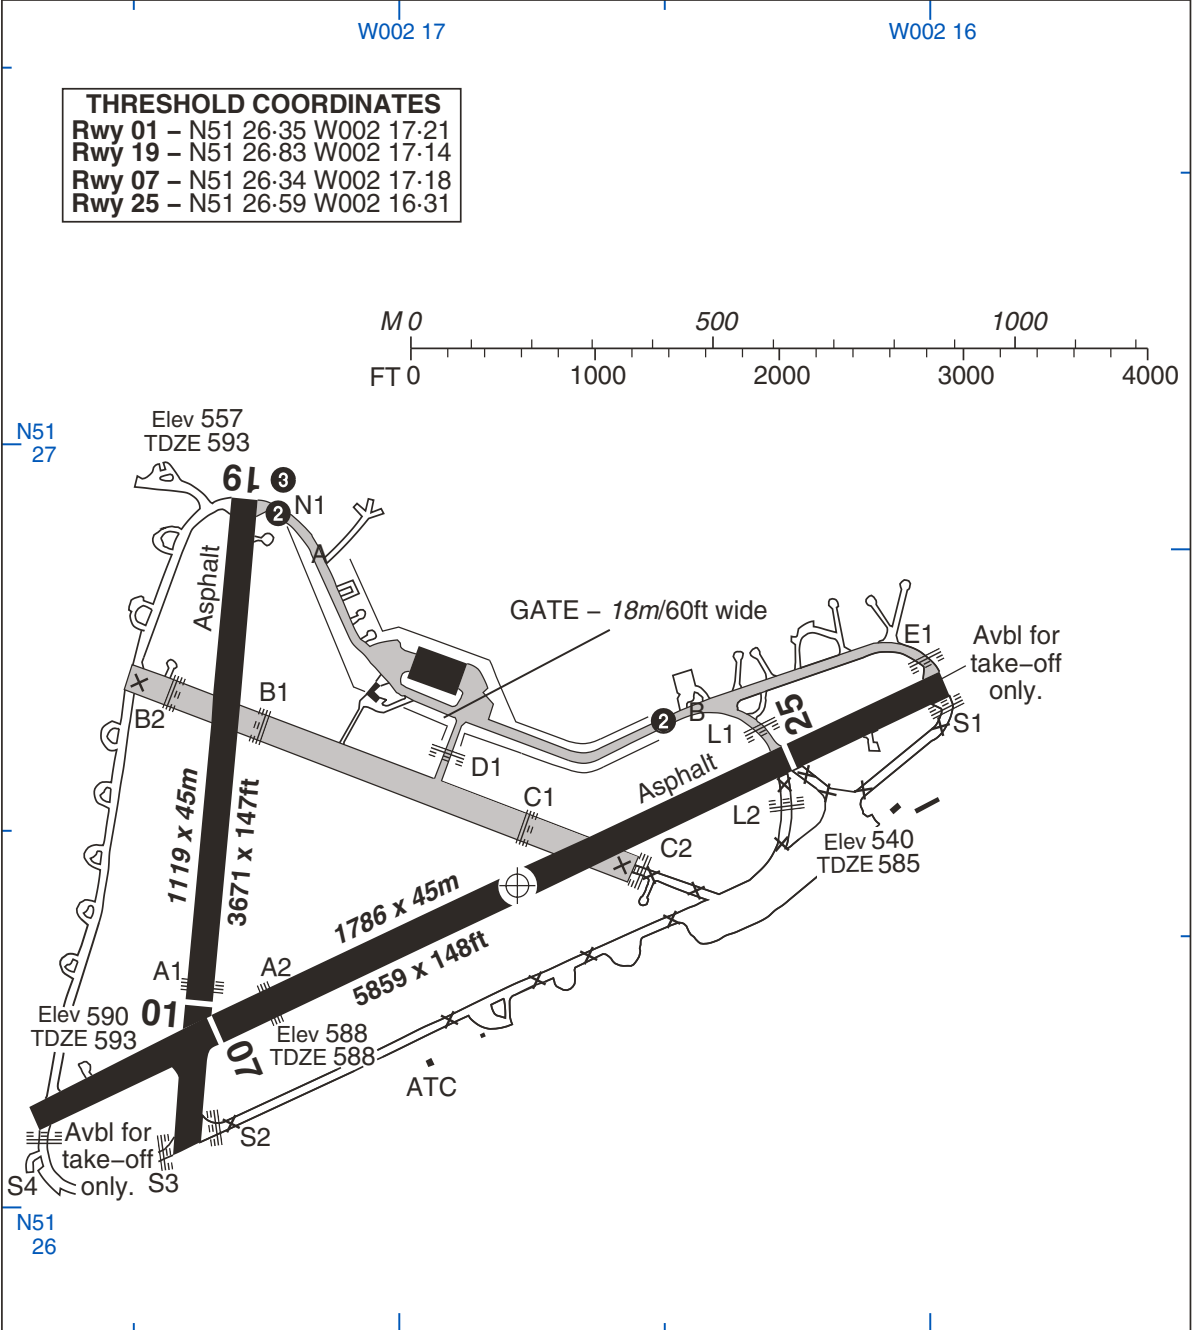 W002 17
W002 16
THRESHOLD COORDINATES
Rwy 01 – N51 26·35 W002 17·21
Rwy 19 – N51 26·83 W002 17·14
Rwy 07 – N51 26·34 W002 17·18
Rwy 25 – N51 26·59 W002 16·31
M 0 500 1000
FT 0 1000 2000 3000 4000
N51
27
Elev 557
TDZE 593
19
3
2
N1
A
Asphalt
GATE – 18m/60ft wide
E1
Avbl for
take–off
only.
B1
B2
2
B
L1
25
S1
D1
Asphalt
C1
L2
C2
Elev 540
TDZE 585
1119 x 45m
3671 x 147ft
1786 x 45m
5859 x 148ft
A1
A2
01
Elev 590
TDZE 593
07
Elev 588
TDZE 588
ATC
S2
Avbl for
take–off
only.
S3
S4
N51
26